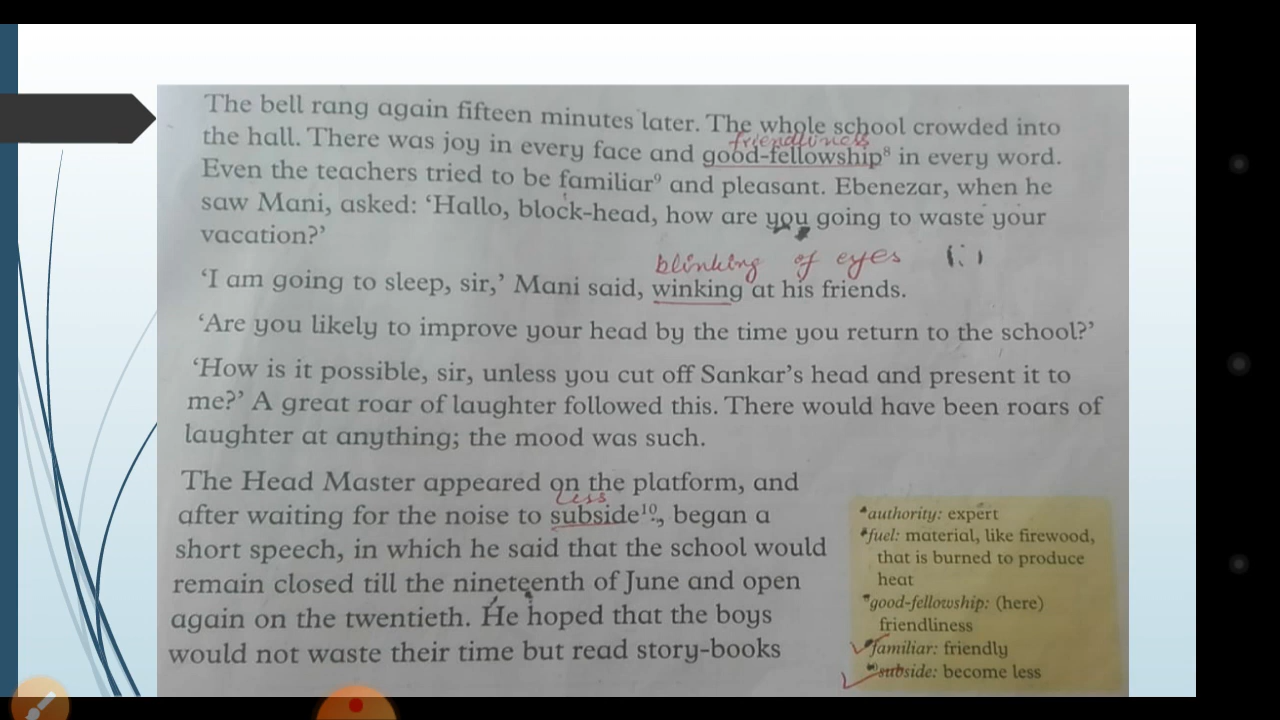 The bell rang again fifteen minutes later. The whole school crowded into
friendliness
the hall. There was joy in every face and good-fellowship⁸ in every word.
Even the teachers tried to be familiar⁹ and pleasant. Ebenezar, when he
saw Mani, asked: ‘Hallo, block-head, how are you going to waste your
vacation?’
blinking of eyes
‘I am going to sleep, sir,’ Mani said, winking at his friends.
‘Are you likely to improve your head by the time you return to the school?’
‘How is it possible, sir, unless you cut off Sankar’s head and present it to
me?’ A great roar of laughter followed this. There would have been roars of
laughter at anything; the mood was such.
The Head Master appeared on the platform, and
less
after waiting for the noise to subside¹⁰, began a
short speech, in which he said that the school would
remain closed till the nineteenth of June and open
again on the twentieth. He hoped that the boys
would not waste their time but read story-books
authority: expert
fuel: material, like firewood,
that is burned to produce
heat
good-fellowship: (here)
friendliness
familiar: friendly
subside: become less